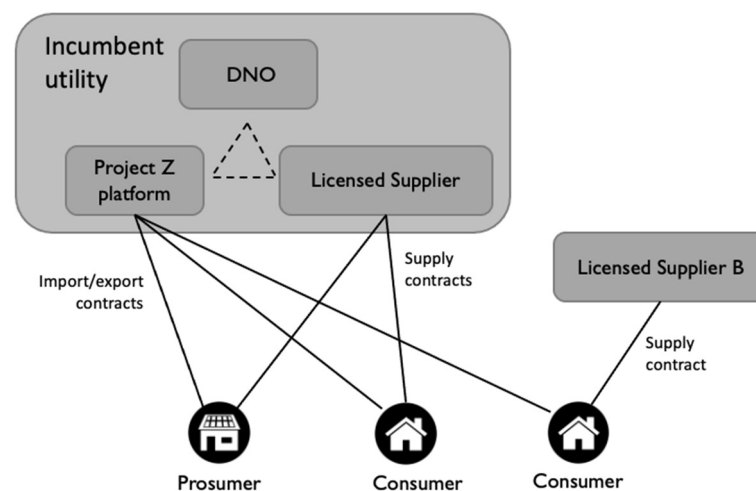 Incumbent
utility
DNO
Project Z
platform
Licensed Supplier
Import/export
contracts
Supply
contracts
Licensed Supplier B
Supply
contract
Prosumer
Consumer
Consumer